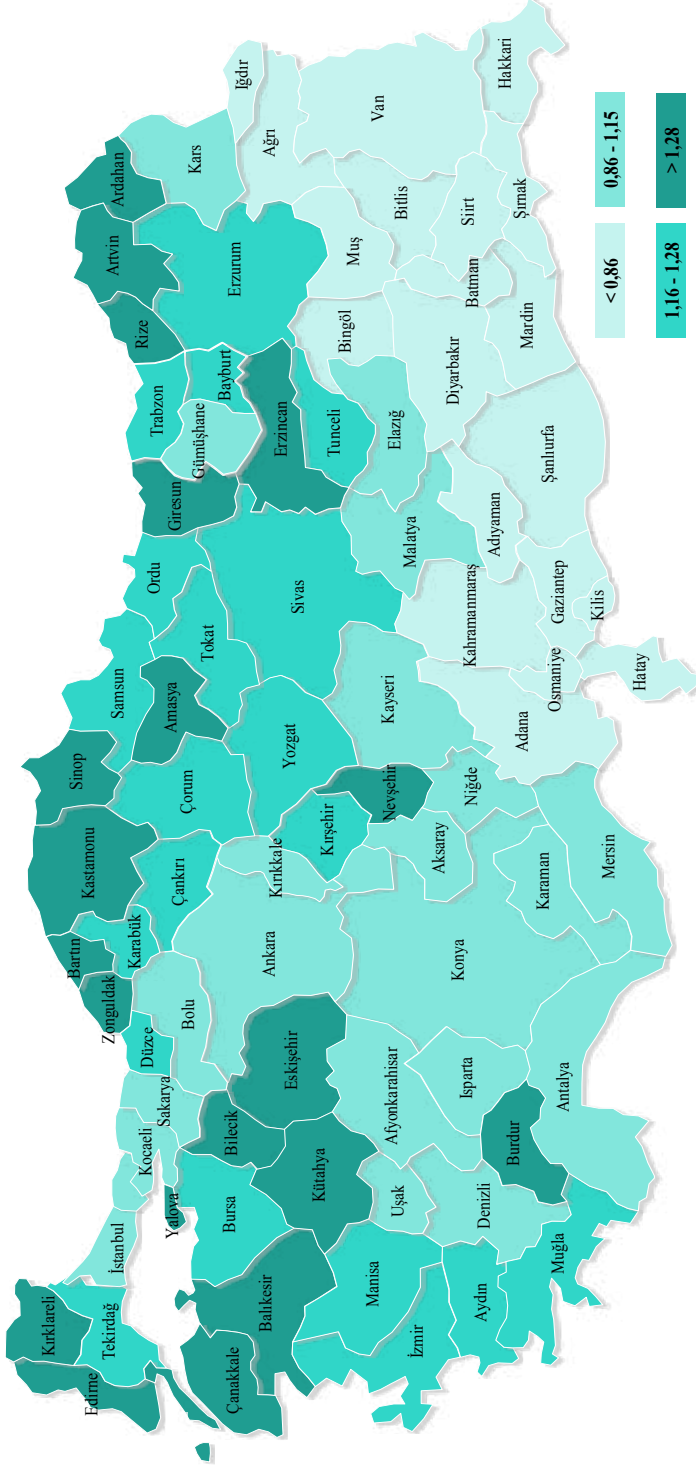 Kırklareli
Edirne
Tekirdağ
İstanbul
Kocaeli
Yalova
Sakarya
Düzce
Zonguldak
Bartın
Karabük
Kastamonu
Sinop
Samsun
Ordu
Giresun
Trabzon
Rize
Artvin
Ardahan
Çanakkale
Balıkesir
Bursa
Bilecik
Bolu
Çankırı
Çorum
Amasya
Tokat
Gümüşhane
Bayburt
Erzurum
Kars
Iğdır
Kütahya
Eskişehir
Ankara
Kırıkkale
Kırşehir
Yozgat
Sivas
Erzincan
Tunceli
Bingöl
Muş
Ağrı
Manisa
İzmir
Uşak
Afyonkarahisar
Nevşehir
Kayseri
Malatya
Elazığ
Diyarbakır
Batman
Bitlis
Siirt
Van
Aydın
Denizli
Isparta
Konya
Aksaray
Niğde
Kahramanmaraş
Adıyaman
Mardin
Şırnak
Hakkari
Muğla
Burdur
Antalya
Karaman
Mersin
Adana
Osmaniye
Gaziantep
Kilis
Şanlıurfa
Hatay
< 0,86
0,86 - 1,15
1,16 - 1,28
> 1,28